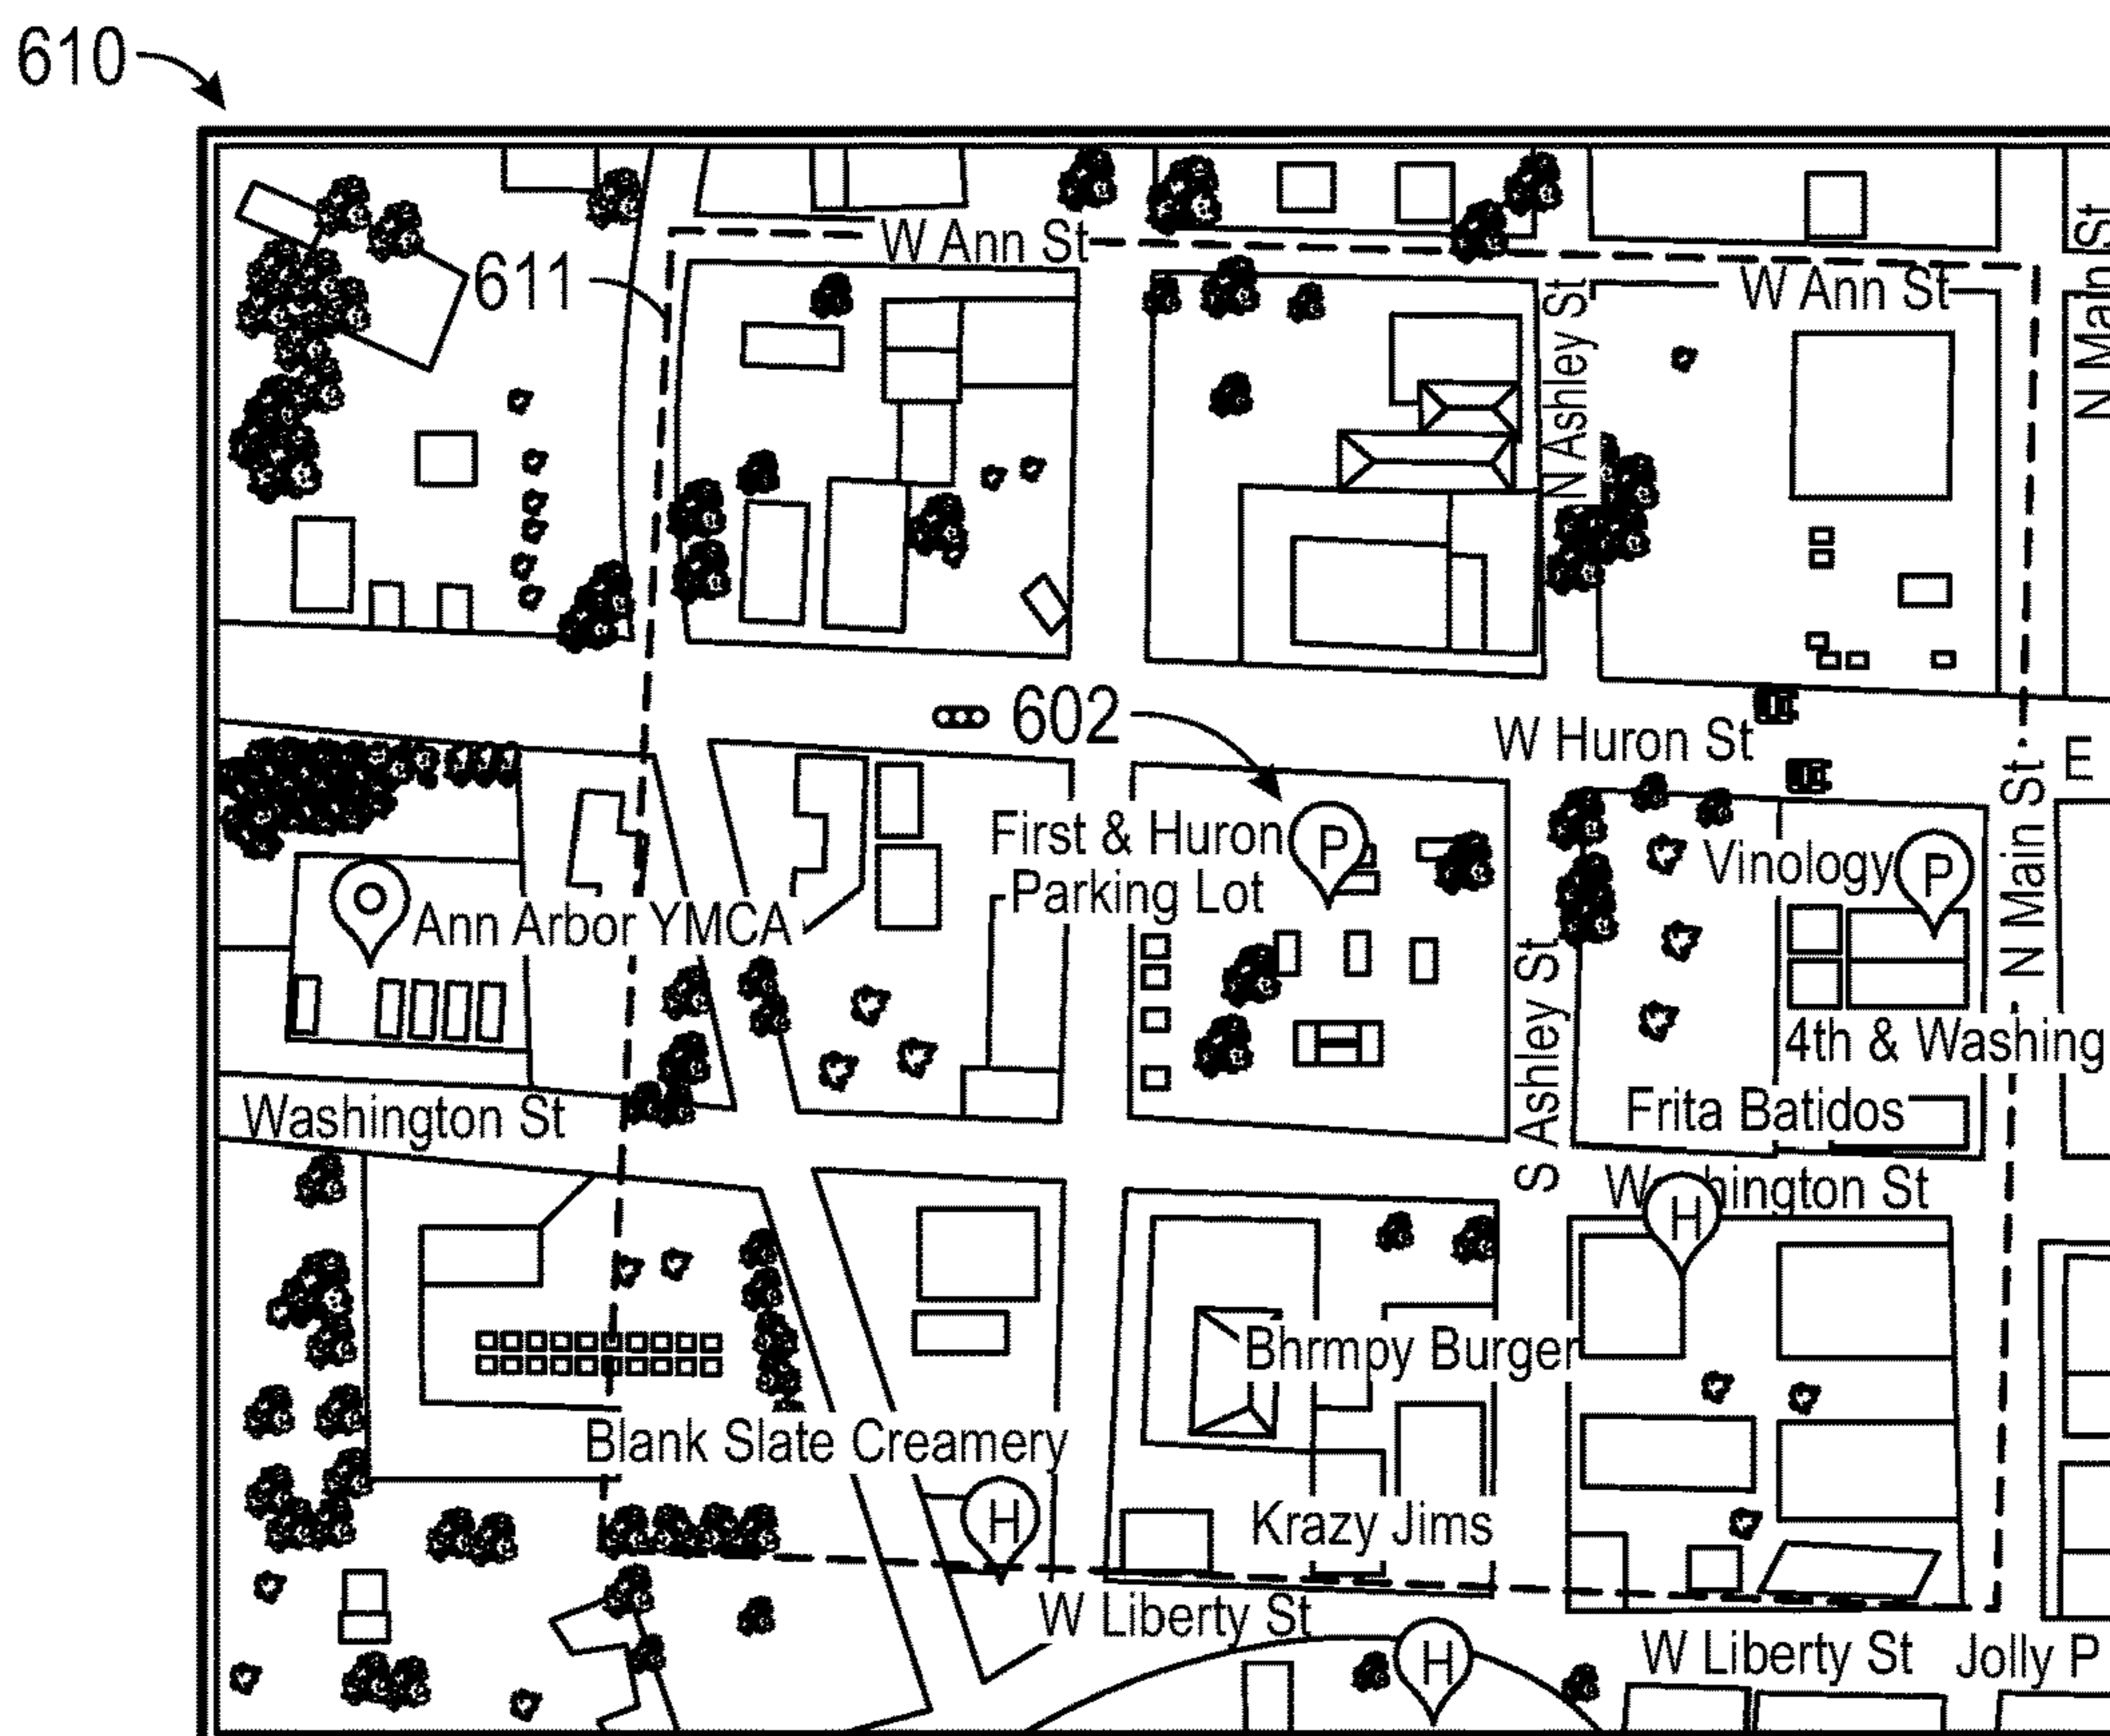 610
W Ann St
611
W Ann St
N Main St
N Ashley St
602
W Huron St
E
First & Huron
Parking Lot
P
Vinology
P
N Main St
Ann Arbor YMCA
S Ashley St
4th & Washing
Washington St
Frita Batidos
Washington St
H
Bhrmpy Burger
Blank Slate Creamery
H
Krazy Jims
W Liberty St
H
W Liberty St
Jolly P